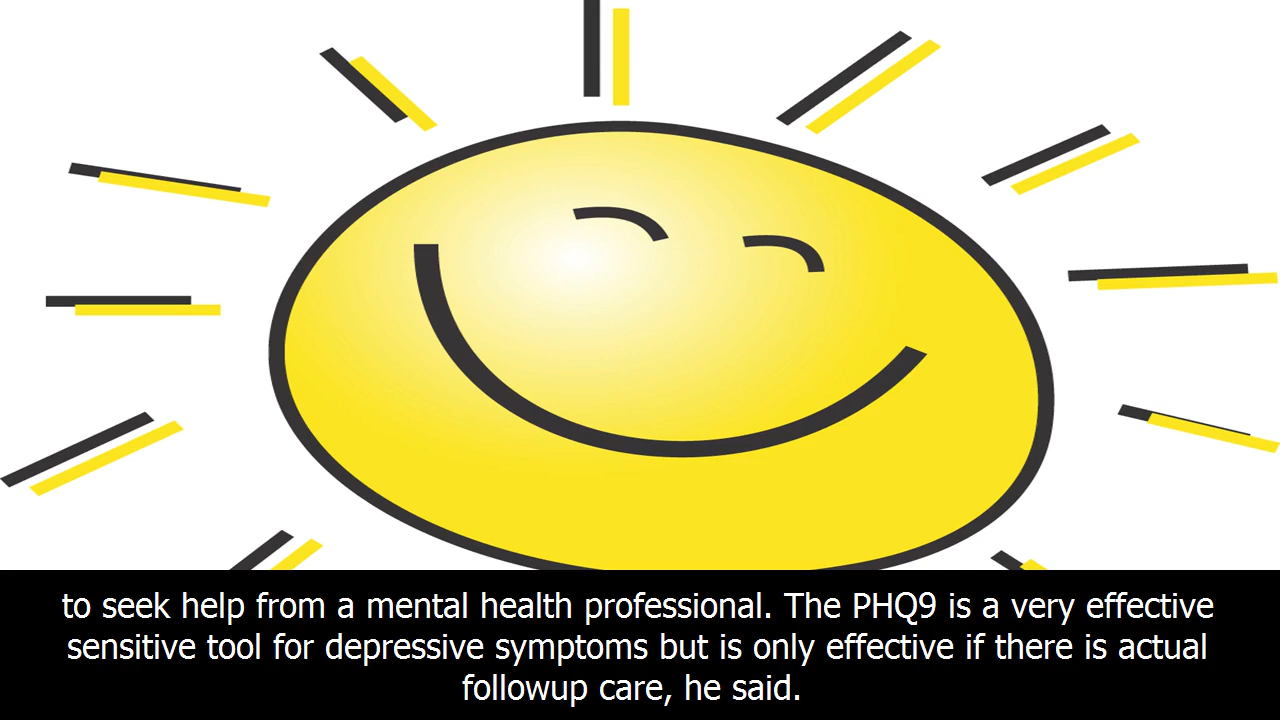 to seek help from a mental health professional. The PHQ9 is a very effective
sensitive tool for depressive symptoms but is only effective if there is actual
followup care, he said.